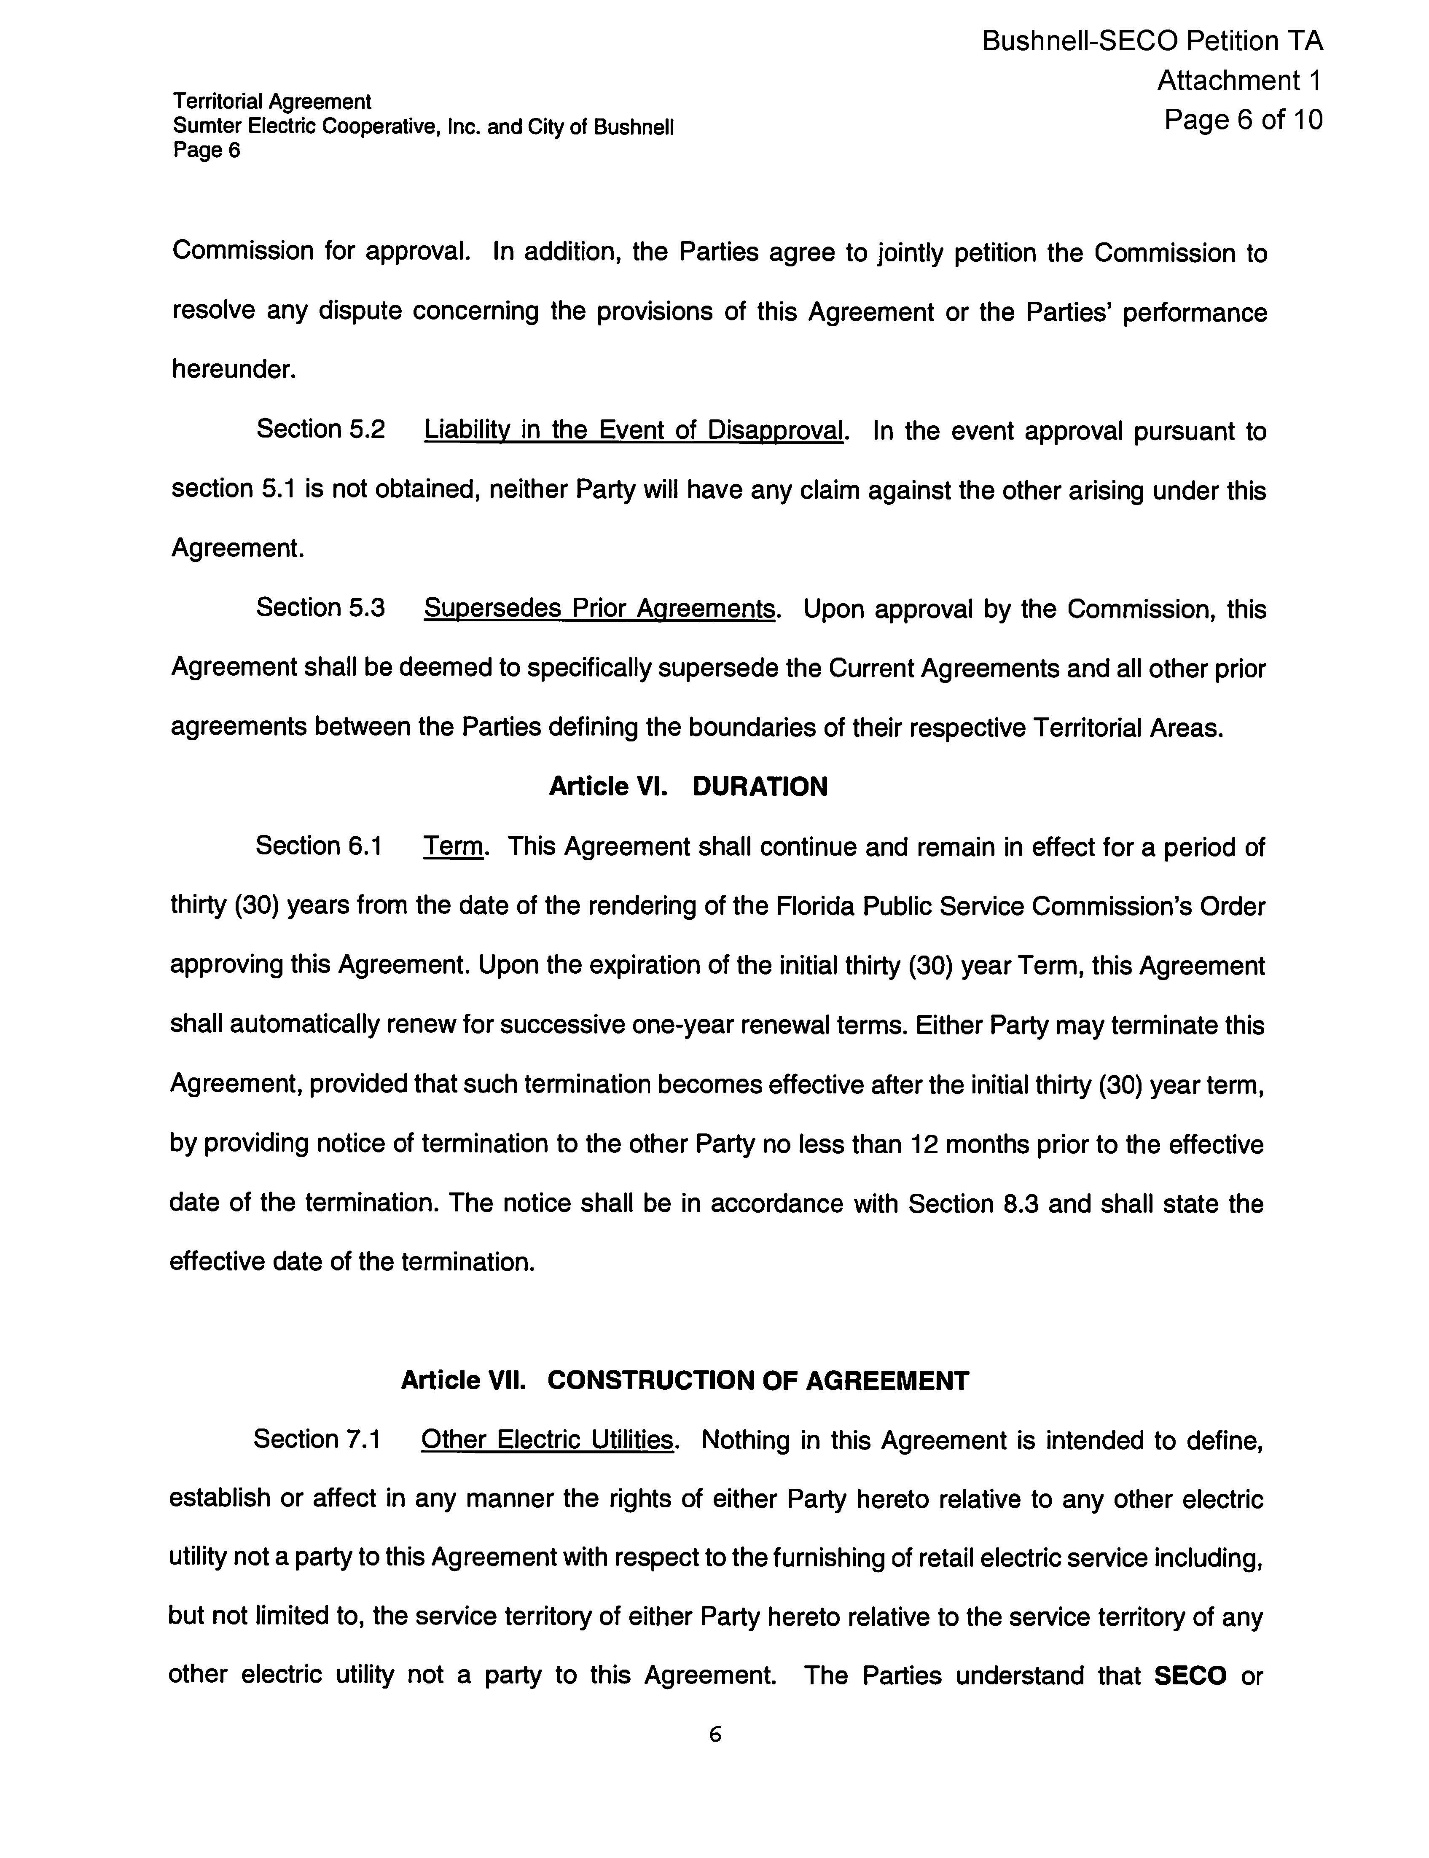 Bushnell-SECO Petition TA
Attachment 1
Page 6 of 10
Territorial Agreement
Sumter Electric Cooperative, Inc. and City of Bushnell
Page 6
Commission for approval. In addition, the Parties agree to jointly petition the Commission to
resolve any dispute concerning the provisions of this Agreement or the Parties' performance
hereunder.
Section 5.2 Liability in the Event of Disapproval. In the event approval pursuant to
section 5.1 is not obtained, neither Party will have any claim against the other arising under this
Agreement.
Section 5.3 Supersedes Prior Agreements. Upon approval by the Commission, this
Agreement shall be deemed to specifically supersede the Current Agreements and all other prior
agreements between the Parties defining the boundaries of their respective Territorial Areas.
Article VI. DURATION
Section 6.1 Term. This Agreement shall continue and remain in effect for a period of
thirty (30) years from the date of the rendering of the Florida Public Service Commission's Order
approving this Agreement. Upon the expiration of the initial thirty (30) year Term, this Agreement
shall automatically renew for successive one-year renewal terms. Either Party may terminate this
Agreement, provided that such termination becomes effective after the initial thirty (30) year term,
by providing notice of termination to the other Party no less than 12 months prior to the effective
date of the termination. The notice shall be in accordance with Section 8.3 and shall state the
effective date of the termination.
Article VII. CONSTRUCTION OF AGREEMENT
Section 7.1 Other Electric Utilities. Nothing in this Agreement is intended to define,
establish or affect in any manner the rights of either Party hereto relative to any other electric
utility not a party to this Agreement with respect to the furnishing of retail electric service including,
but not limited to, the service territory of either Party hereto relative to the service territory of any
other electric utility not a party to this Agreement. The Parties understand that SECO or
6